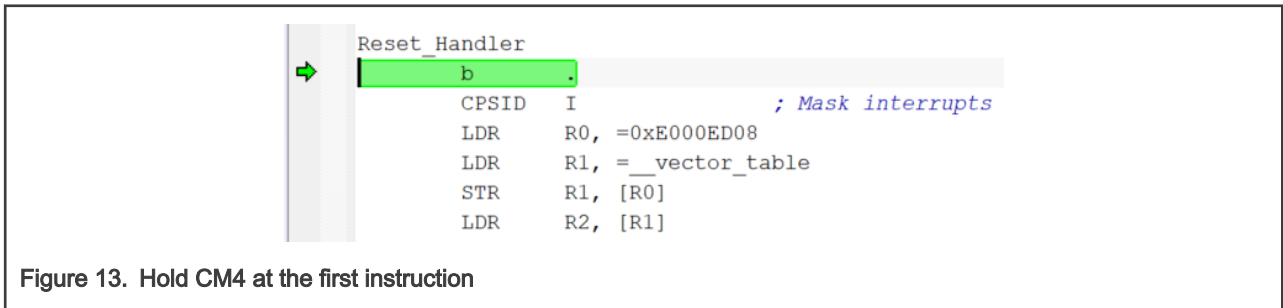 Reset_Handler
b .
CPSID I ; Mask interrupts
LDR R0, =0xE000ED08
LDR R1, =__vector_table
STR R1, [R0]
LDR R2, [R1]
Figure 13. Hold CM4 at the first instruction